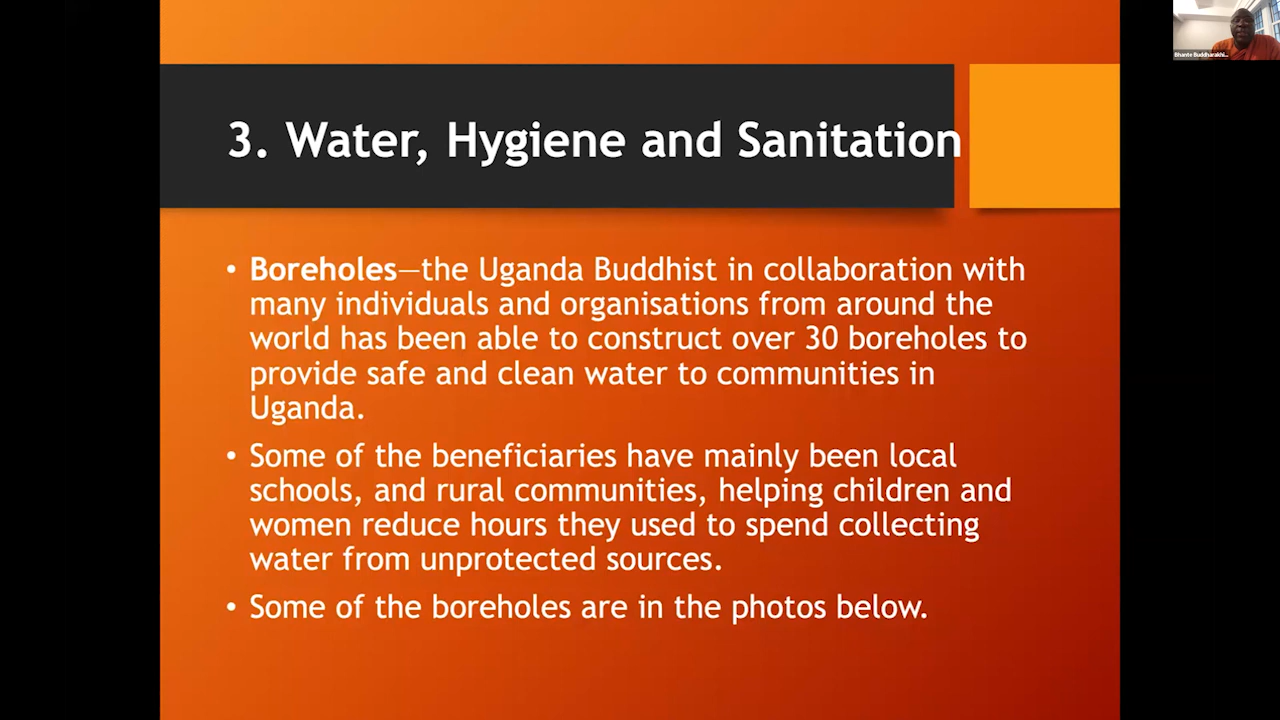 Bhante Buddharakhi...
3. Water, Hygiene and Sanitation
• Boreholes—the Uganda Buddhist in collaboration with
many individuals and organisations from around the
world has been able to construct over 30 boreholes to
provide safe and clean water to communities in
Uganda.
• Some of the beneficiaries have mainly been local
schools, and rural communities, helping children and
women reduce hours they used to spend collecting
water from unprotected sources.
• Some of the boreholes are in the photos below.